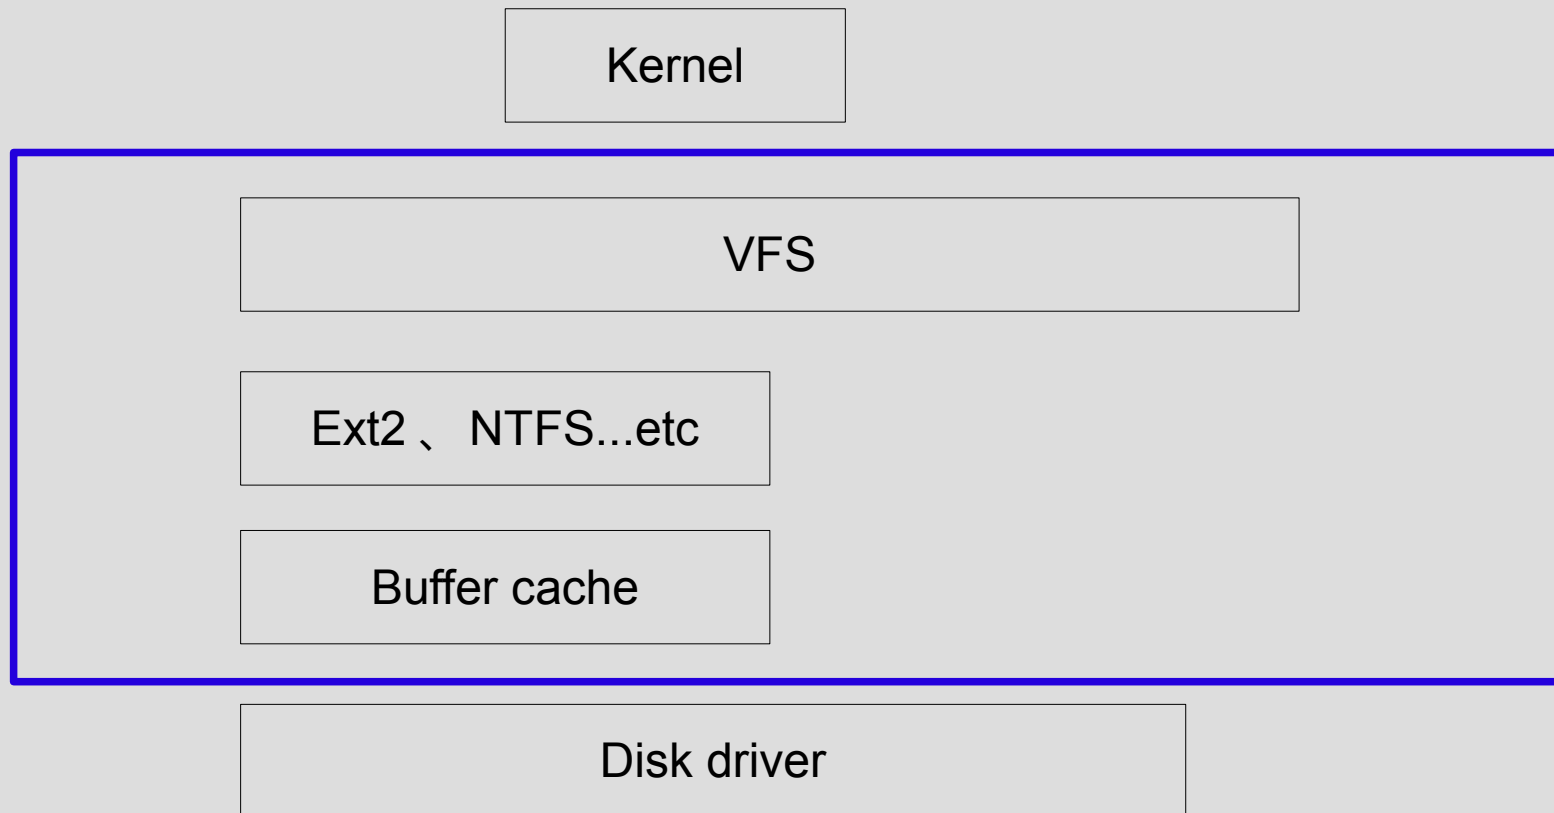 Kernel
VFS
Ext2 、 NTFS...etc
Buffer cache
Disk driver